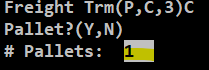 Freight Trm(P,C,3)C
Pallet?(Y,N)
# Pallets: 1